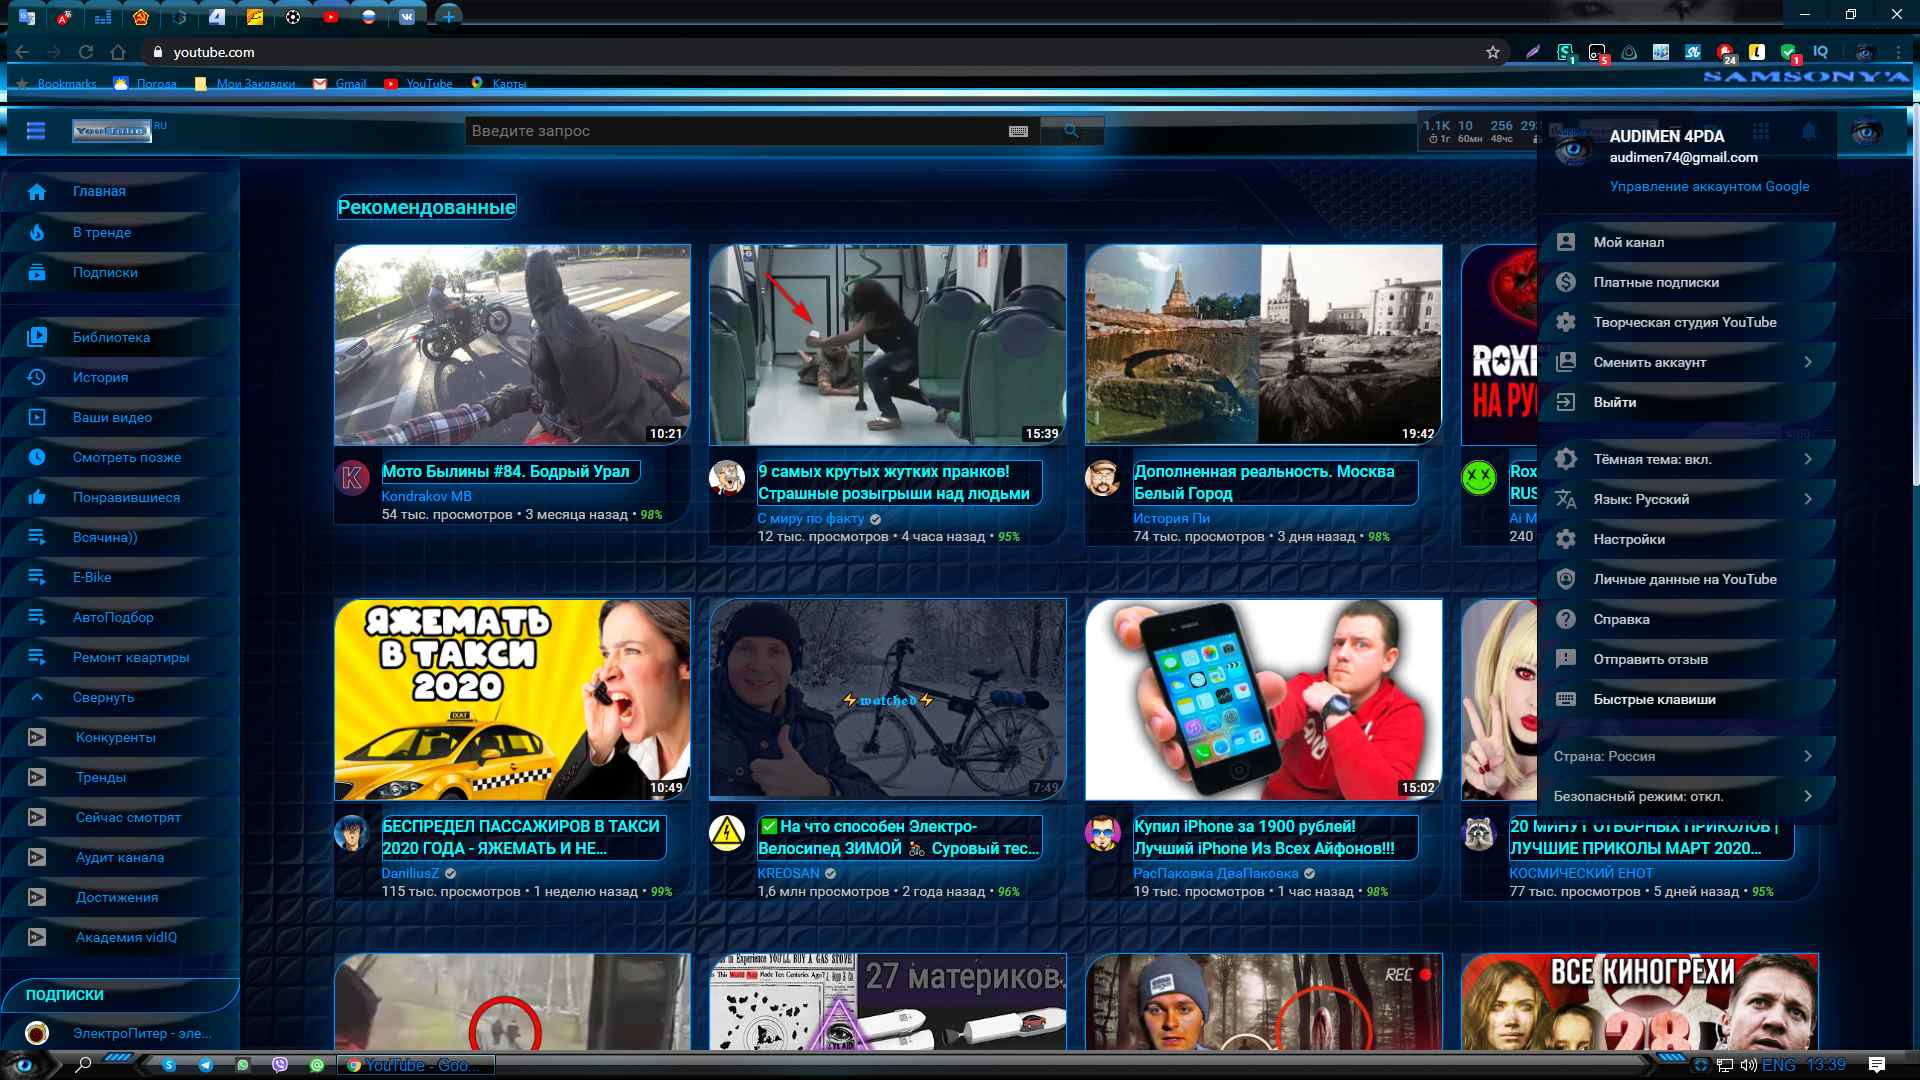 youtube.com
1
5
24
1
IQ
Bookmarks
Погода
Мои Закладки
Gmail
YouTube
Карты
SAMSONY'A
YouTube RU
Введите запрос
1.1K 10 256
1г 60мн 48чс
AUDIMEN 4PDA
audimen74@gmail.com
Управление аккаунтом Google
Мой канал
Платные подписки
Творческая студия YouTube
Сменить аккаунт
Выйти
Тёмная тема: вкл.
Язык: Русский
Настройки
Личные данные на YouTube
Справка
Отправить отзыв
Быстрые клавиши
Страна: Россия
Безопасный режим: откл.
Главная
В тренде
Подписки
Библиотека
История
Ваши видео
Смотреть позже
Понравившиеся
Всячина))
E-Bike
АвтоПодбор
Ремонт квартиры
Свернуть
Конкуренты
Тренды
Сейчас смотрят
Аудит канала
Достижения
Академия vidIQ
ПОДПИСКИ
ЭлектроПитер - эле...
Рекомендованные
10:21
Мото Былины #84. Бодрый Урал
Kondrakov MB
54 тыс. просмотров • 3 месяца назад • 98%
15:39
9 самых крутых жутких пранков!
Страшные розыгрыши над людьми
С миру по факту
12 тыс. просмотров • 4 часа назад • 95%
19:42
Дополненная реальность. Москва
Белый Город
История Пи
74 тыс. просмотров • 3 дня назад • 98%
НА РУ
Rox
RUS
Ai M
240
ЯЖЕМАТЬ
В ТАКСИ
2020
10:49
БЕСПРЕДЕЛ ПАССАЖИРОВ В ТАКСИ
2020 ГОДА - ЯЖЕМАТЬ И НЕ...
DaniliusZ
115 тыс. просмотров • 1 неделю назад • 99%
⚡watched⚡
7:49
✅ На что способен Электро-
Велосипед ЗИМОЙ 🚴 Суровый тес...
KREOSAN
1,6 млн просмотров • 2 года назад • 96%
15:02
Купил iPhone за 1900 рублей!
Лучший iPhone Из Всех Айфонов!!!
РасПаковка ДваПаковка
19 тыс. просмотров • 1 час назад • 98%
20 МИНУТ ОТБОРНЫХ ПРИКОЛОВ |
ЛУЧШИЕ ПРИКОЛЫ МАРТ 2020...
КОСМИЧЕСКИЙ ЕНОТ
77 тыс. просмотров • 5 дней назад • 95%
27 материков.
REC
ВСЕ КИНОГРЕХИ
28
YouTube - Goo...
ENG 13:39